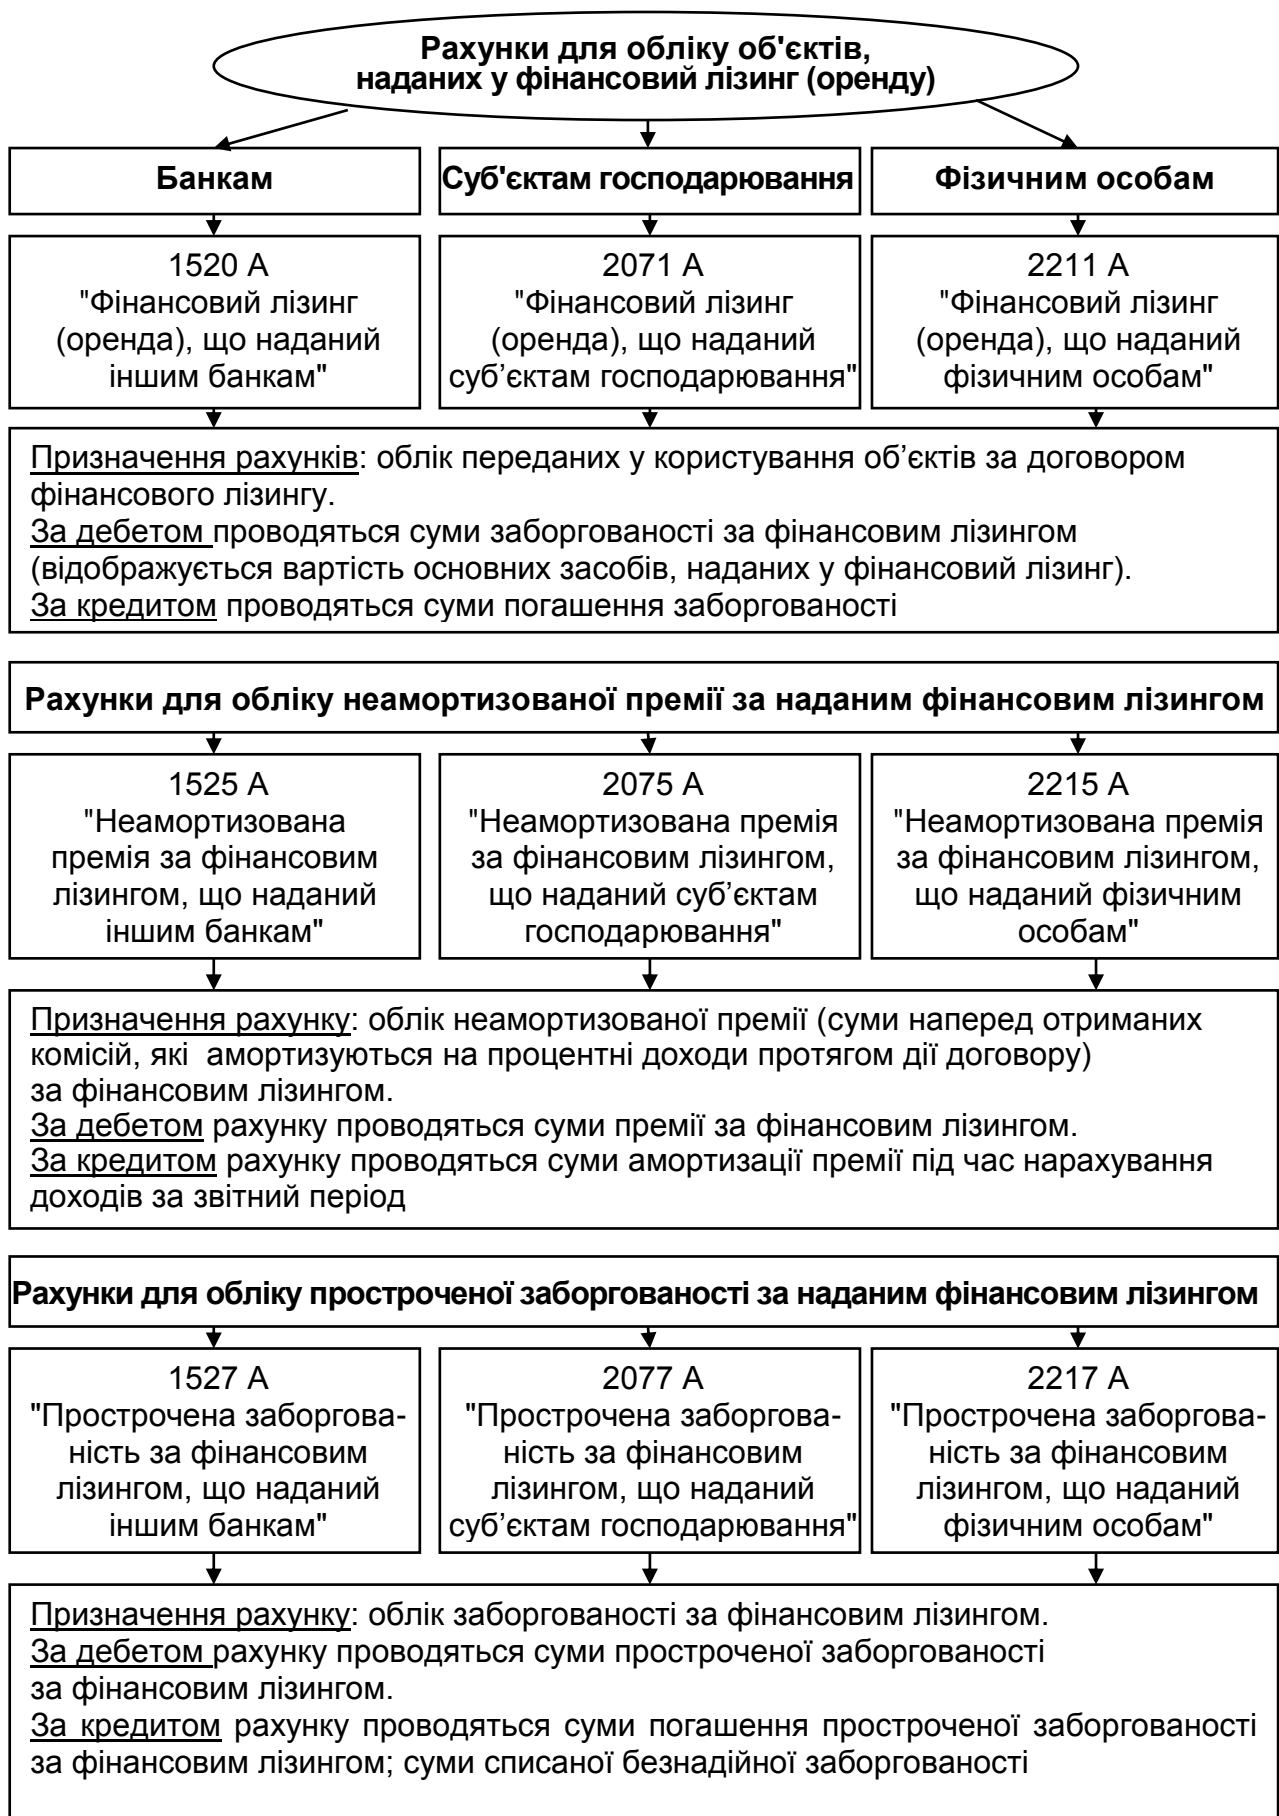 Рахунки для обліку об'єктів,
наданих у фінансовий лізинг (оренду)
Банкам
Суб'єктам господарювання
Фізичним особам
1520 А
"Фінансовий лізинг
(оренда), що наданий
іншим банкам"
2071 А
"Фінансовий лізинг
(оренда), що наданий
суб’єктам господарювання"
2211 А
"Фінансовий лізинг
(оренда), що наданий
фізичним особам"
Призначення рахунків: облік переданих у користування об’єктів за договором
фінансового лізингу.
За дебетом проводяться суми заборгованості за фінансовим лізингом
(відображується вартість основних засобів, наданих у фінансовий лізинг).
За кредитом проводяться суми погашення заборгованості
Рахунки для обліку неамортизованої премії за наданим фінансовим лізингом
1525 А
"Неамортизована
премія за фінансовим
лізингом, що наданий
іншим банкам"
2075 А
"Неамортизована премія
за фінансовим лізингом,
що наданий суб’єктам
господарювання"
2215 А
"Неамортизована премія
за фінансовим лізингом,
що наданий фізичним
особам"
Призначення рахунку: облік неамортизованої премії (суми наперед отриманих
комісій, які амортизуються на процентні доходи протягом дії договору)
за фінансовим лізингом.
За дебетом рахунку проводяться суми премії за фінансовим лізингом.
За кредитом рахунку проводяться суми амортизації премії під час нарахування
доходів за звітний період
Рахунки для обліку простроченої заборгованості за наданим фінансовим лізингом
1527 А
"Прострочена заборгова-
ність за фінансовим
лізингом, що наданий
іншим банкам"
2077 А
"Прострочена заборгова-
ність за фінансовим
лізингом, що наданий
суб’єктам господарювання"
2217 А
"Прострочена заборгова-
ність за фінансовим
лізингом, що наданий
фізичним особам"
Призначення рахунку: облік заборгованості за фінансовим лізингом.
За дебетом рахунку проводяться суми простроченої заборгованості
за фінансовим лізингом.
За кредитом рахунку проводяться суми погашення простроченої заборгованості
за фінансовим лізингом; суми списаної безнадійної заборгованості